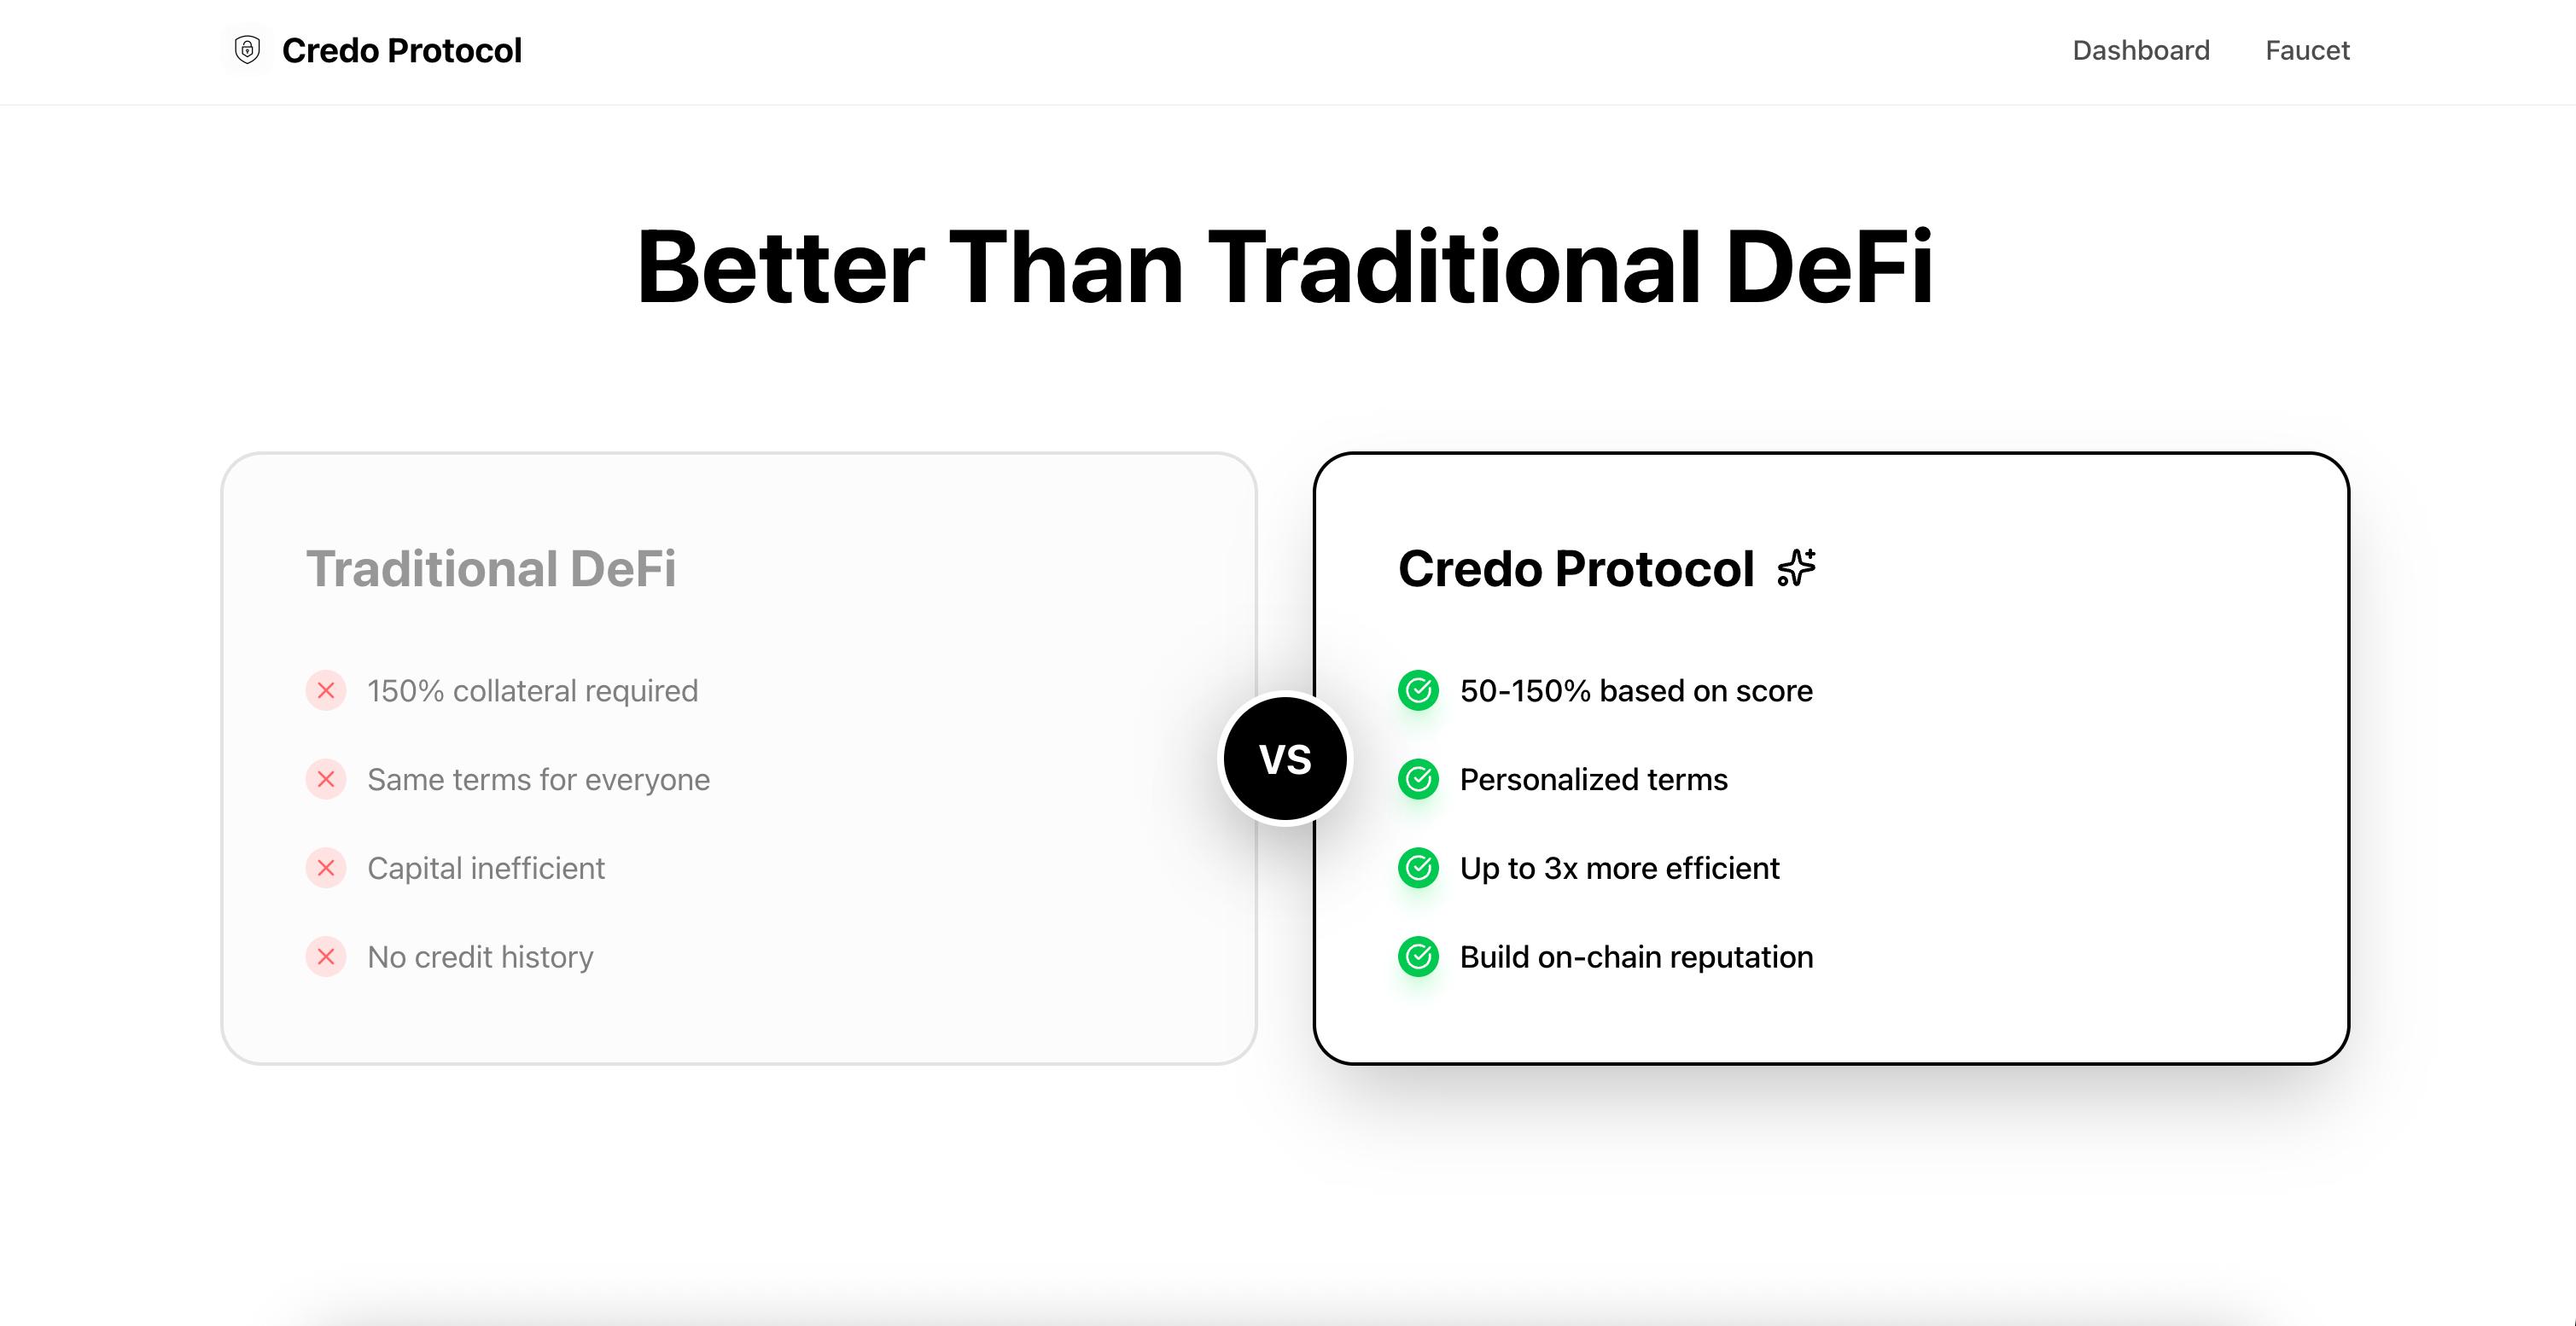 Credo Protocol
Dashboard
Faucet
Better Than Traditional DeFi
Traditional DeFi
150% collateral required
Same terms for everyone
Capital inefficient
No credit history
VS
Credo Protocol
50-150% based on score
Personalized terms
Up to 3x more efficient
Build on-chain reputation